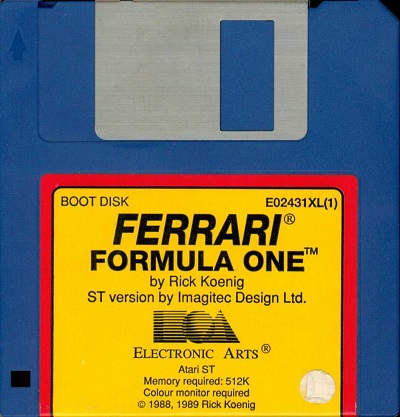 BOOT DISK E02431XL(1)
FERRARI®
FORMULA ONE™
by Rick Koenig
ST version by Imagitec Design Ltd.
ELECTRONIC ARTS®
Atari ST
Memory required: 512K
Colour monitor required
© 1988, 1989 Rick Koenig